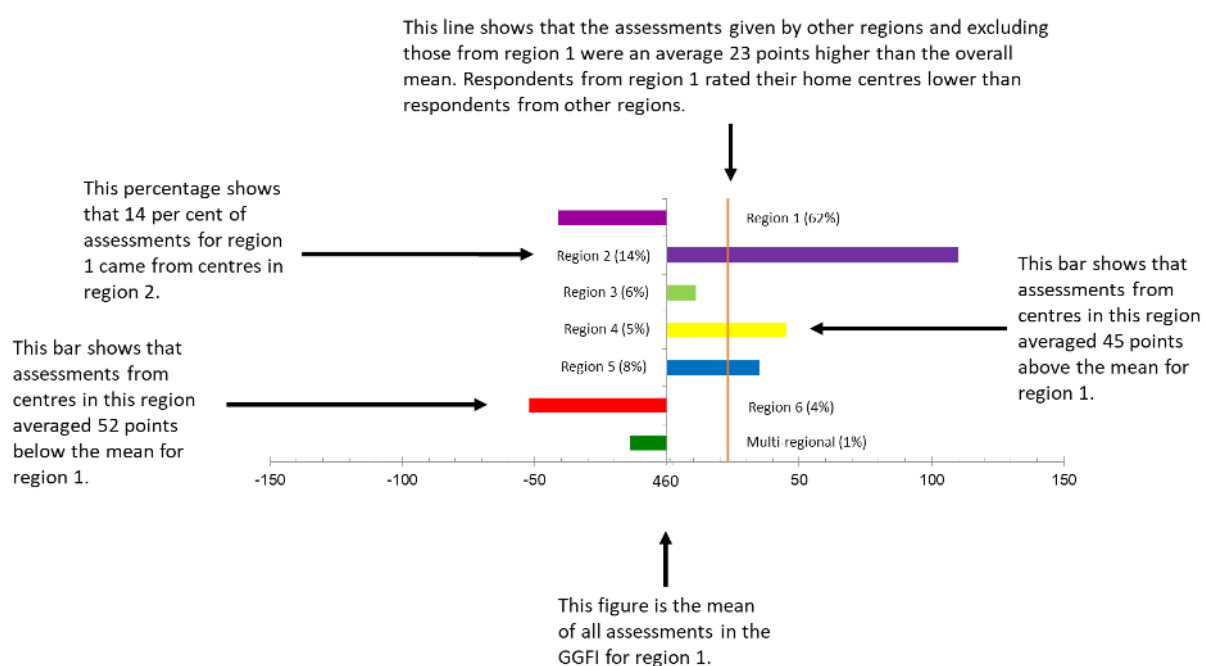 This line shows that the assessments given by other regions and excluding
those from region 1 were an average 23 points higher than the overall
mean. Respondents from region 1 rated their home centres lower than
respondents from other regions.
This percentage shows
that 14 per cent of
assessments for region
1 came from centres in
region 2.
This bar shows that
assessments from
centres in this region
averaged 52 points
below the mean for
region 1.
Region 1 (62%)
Region 2 (14%)
Region 3 (6%)
Region 4 (5%)
Region 5 (8%)
Region 6 (4%)
Multi-regional (1%)
This bar shows that
assessments from
centres in this region
averaged 45 points
above the mean for
region 1.
-150 -100 -50 460 50 100 150
This figure is the mean
of all assessments in the
GGFI for region 1.